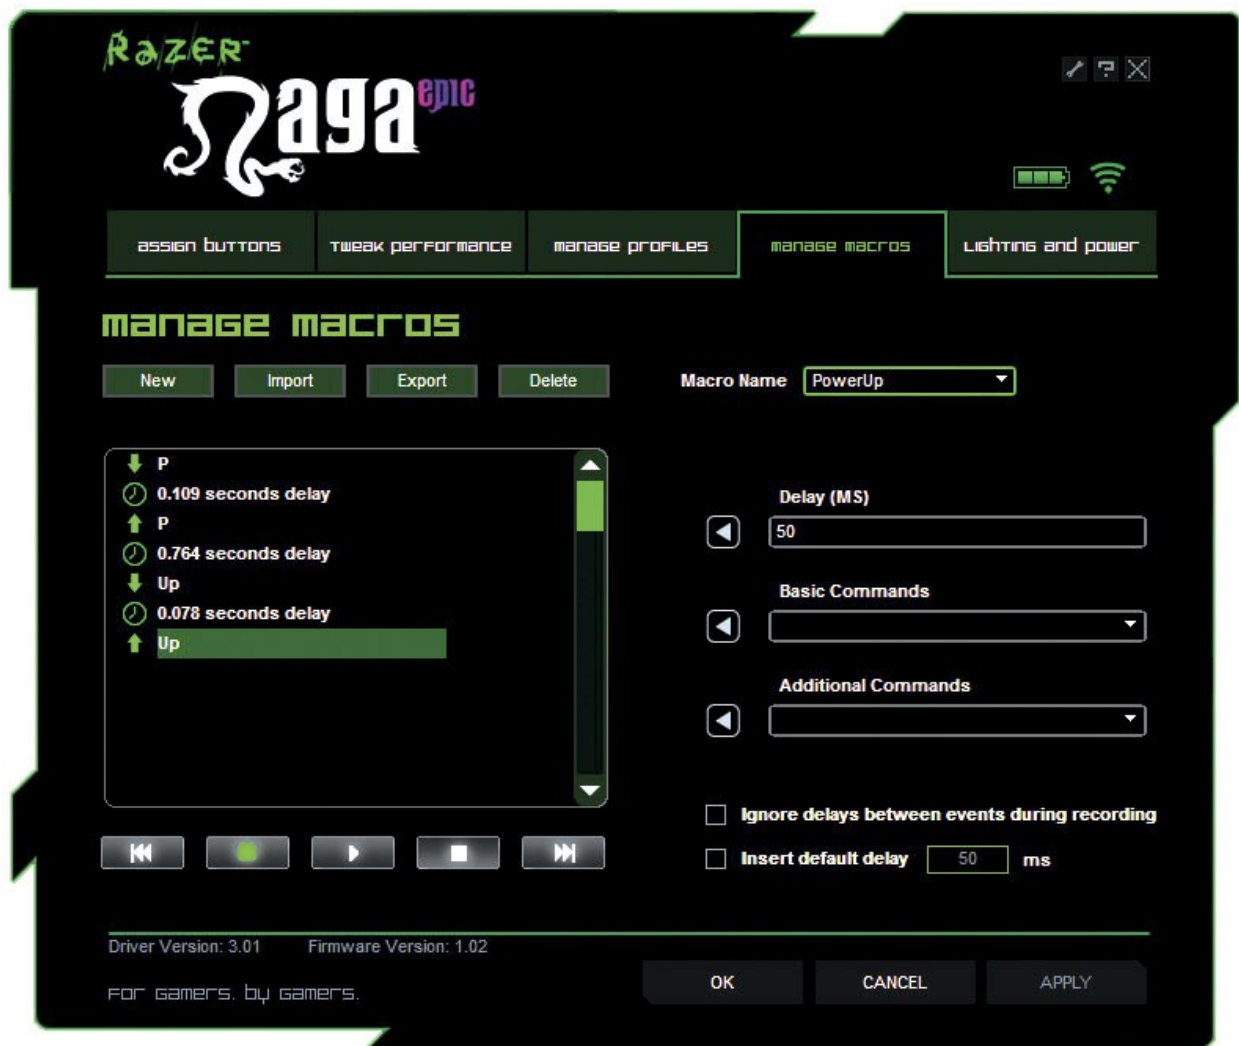 RAZER
naga epic
assign buttons
Tweak performance
manage profiles
manage macros
Lighting and power
manage macros
New
Import
Export
Delete
Macro Name
PowerUp
P
0.109 seconds delay
P
0.764 seconds delay
Up
0.078 seconds delay
Up
Delay (MS)
50
Basic Commands
Additional Commands
Ignore delays between events during recording
Insert default delay 50 ms
Driver Version: 3.01
Firmware Version: 1.02
For Gamers. by Gamers.
OK
CANCEL
APPLY